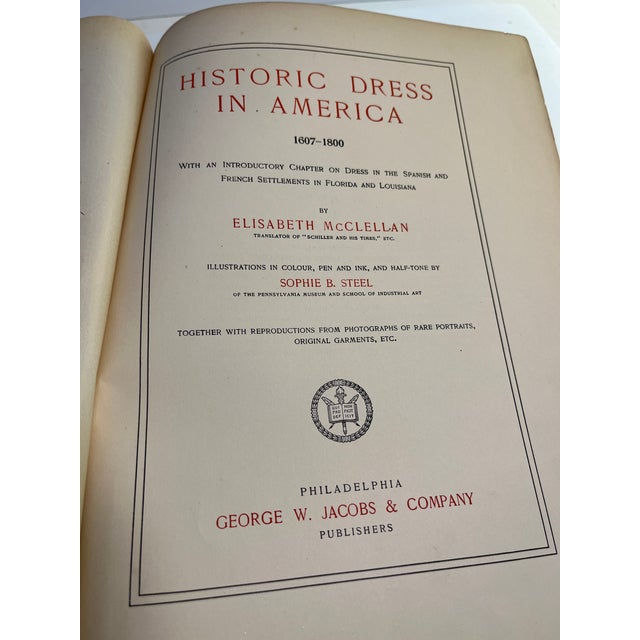 HISTORIC DRESS
IN AMERICA
1607-1800
WITH AN INTRODUCTORY CHAPTER ON DRESS IN THE SPANISH AND
FRENCH SETTLEMENTS IN FLORIDA AND LOUISIANA
BY
ELISABETH McCLELLAN
TRANSLATOR OF "SCHILLER AND HIS TIMES," ETC.
ILLUSTRATIONS IN COLOUR, PEN AND INK, AND HALF-TONE BY
SOPHIE B. STEEL
OF THE PENNSYLVANIA MUSEUM AND SCHOOL OF INDUSTRIAL ART
TOGETHER WITH REPRODUCTIONS FROM PHOTOGRAPHS OF RARE PORTRAITS,
ORIGINAL GARMENTS, ETC.
PHILADELPHIA
GEORGE W. JACOBS & COMPANY
PUBLISHERS